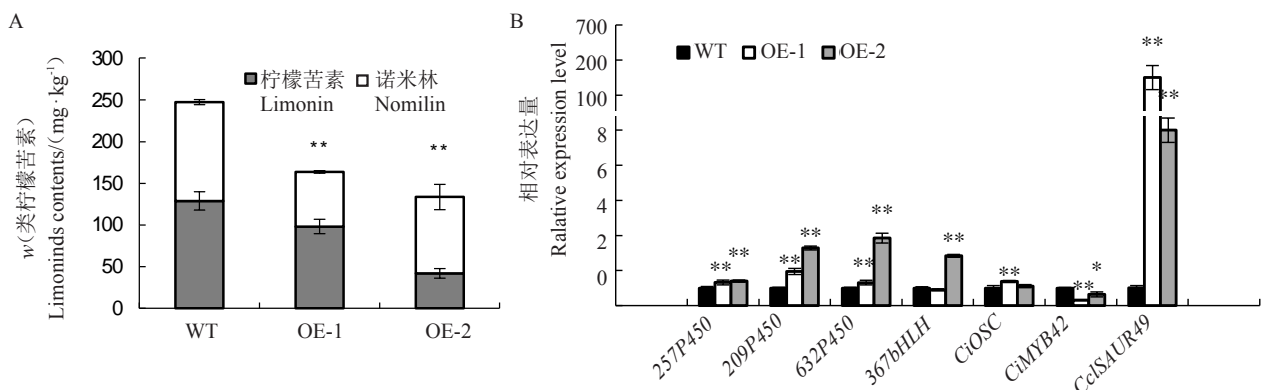 A
w(类柠檬苦素)
Limoninds contents/(mg·kg⁻¹)
300
250
200
150
100
50
0
柠檬苦素 诺米林
Limonin Nomilin
** **
WT OE-1 OE-2
B
相对表达量
Ralative expression level
700
200
100
8
4
2
0
WT OE-1 OE-2
** ** ** ** ** ** ** ** ** * ** **
257P450 209P450 632P450 367bHLH CiOSC CiMYB42 CclSAUR49